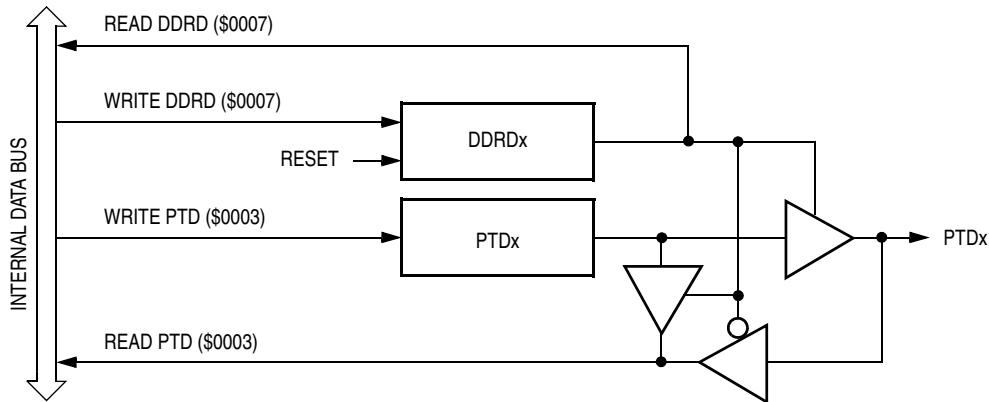 READ DDRD ($0007)
WRITE DDRD ($0007)
DDRDx
RESET
INTERNAL DATA BUS
WRITE PTD ($0003)
PTDx
PTDx
READ PTD ($0003)